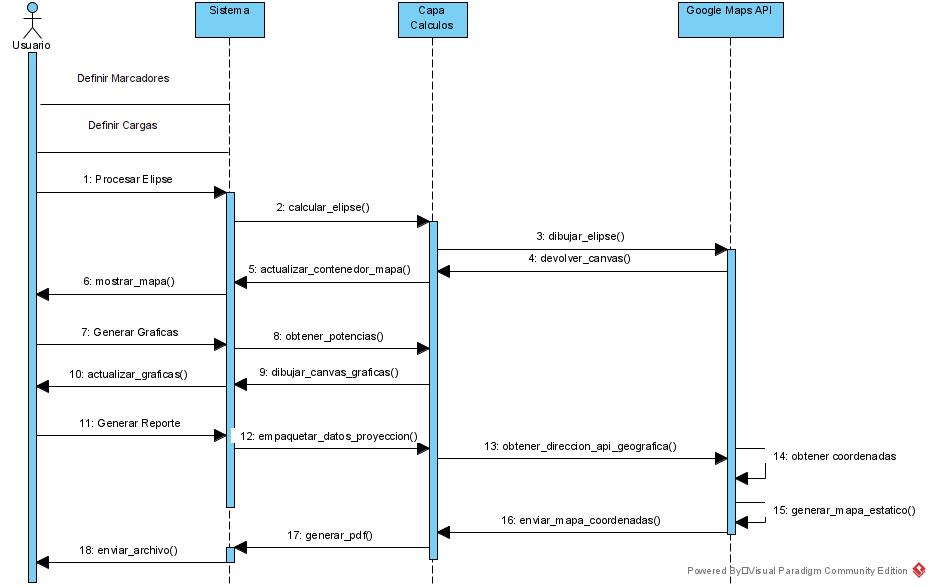 Sistema
Capa
Calculos
Google Maps API
Usuario
Definir Marcadores
Definir Cargas
1: Procesar Elipse
2: calcular_elipse()
3: dibujar_elipse()
4: devolver_canvas()
5: actualizar_contenedor_mapa()
6: mostrar_mapa()
7: Generar Graficas
8: obtener_potencias()
9: dibujar_canvas_graficas()
10: actualizar_graficas()
11: Generar Reporte
12: empaquetar_datos_proyeccion()
13: obtener_direccion_api_geografica()
14: obtener coordenadas
15: generar_mapa_estatico()
16: enviar_mapa_coordenadas()
17: generar_pdf()
18: enviar_archivo()
Powered By Visual Paradigm Community Edition